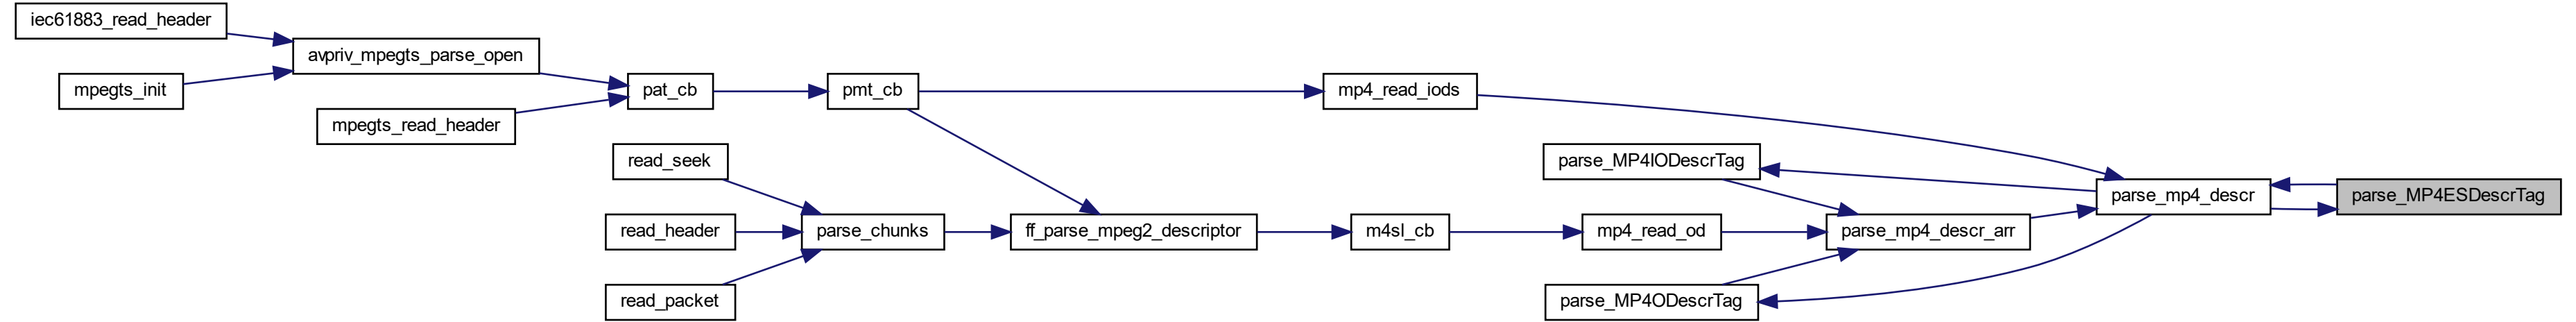 iec61883_read_header
avpriv_mpegts_parse_open
mpegts_init
pat_cb
pmt_cb
mp4_read_iods
mpegts_read_header
read_seek
parse_MP4IODescrTag
parse_mp4_descr
parse_MP4ESDescrTag
read_header
parse_chunks
ff_parse_mpeg2_descriptor
m4sl_cb
mp4_read_od
parse_mp4_descr_arr
read_packet
parse_MP4ODescrTag